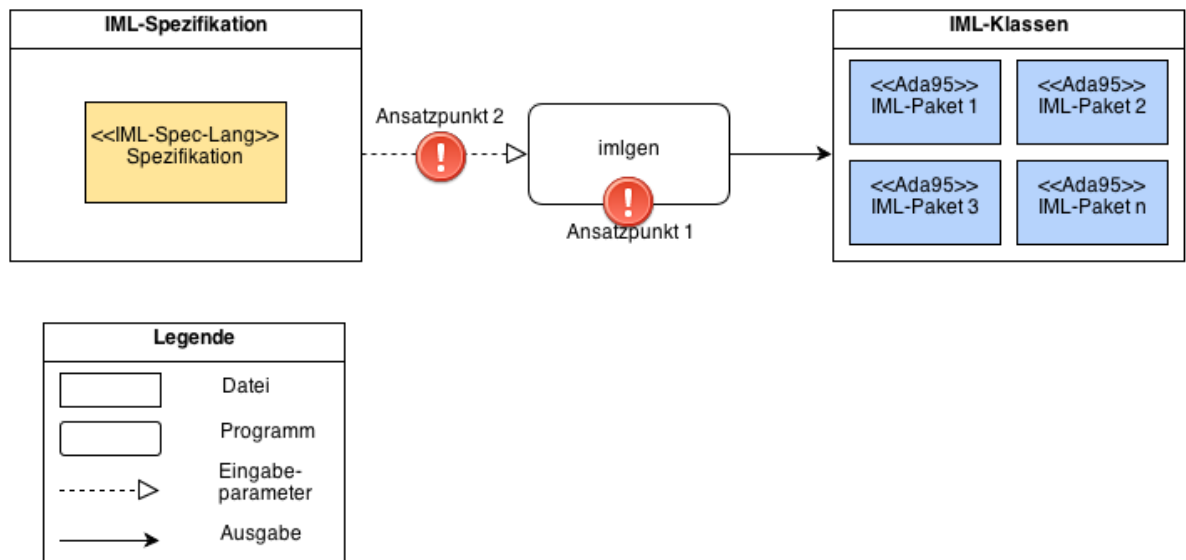 IML-Spezifikation
<<IML-Spec-Lang>>
Spezifikation
Ansatzpunkt 2
imlgen
Ansatzpunkt 1
IML-Klassen
<<Ada95>>
IML-Paket 1
<<Ada95>>
IML-Paket 2
<<Ada95>>
IML-Paket 3
<<Ada95>>
IML-Paket n
Legende
Datei
Programm
Eingabe-
parameter
Ausgabe